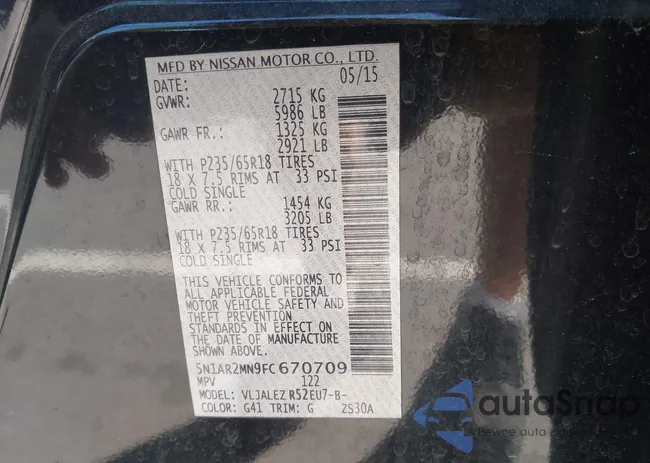 MFD BY NISSAN MOTOR CO., LTD.
DATE: 05/15
GVWR: 2715 KG
5986 LB
GAWR FR.: 1325 KG
2921 LB
WITH P235/65R18 TIRES
18 X 7.5 RIMS AT 33 PSI
COLD SINGLE
GAWR RR.: 1454 KG
3205 LB
WITH P235/65R18 TIRES
18 X 7.5 RIMS AT 33 PSI
COLD SINGLE
THIS VEHICLE CONFORMS TO
ALL APPLICABLE FEDERAL
MOTOR VEHICLE SAFETY AND
THEFT PREVENTION
STANDARDS IN EFFECT ON
THE DATE OF MANUFACTURE
SHOWN ABOVE.
5N1AR2MN9FC670709
MPV 122
MODEL: VLJALEZ R52EU7-B-
COLOR: G41 TRIM: G ZS30A
autoSnap
Pewne auto ze Stanów